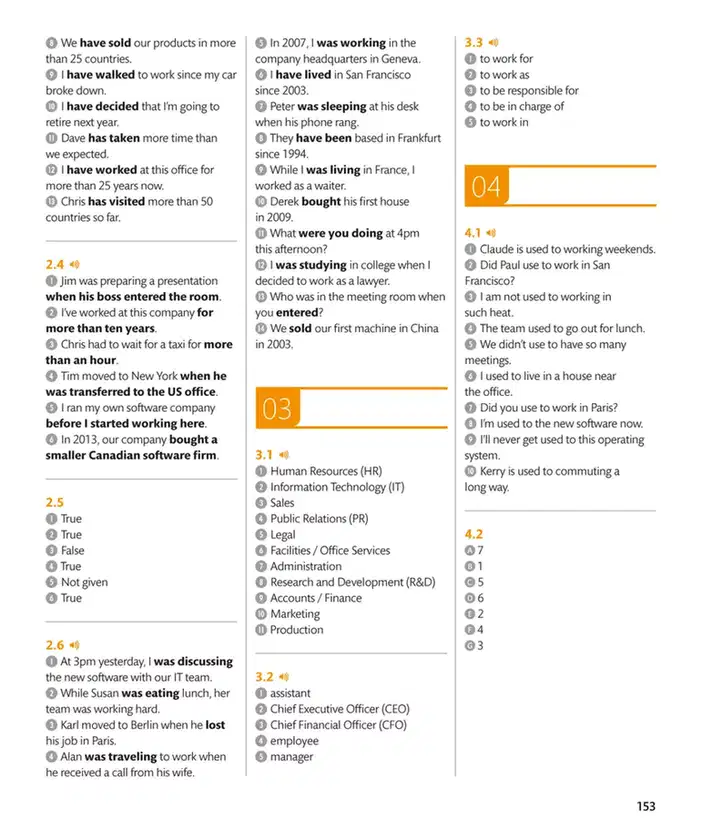 8 We have sold our products in more
than 25 countries.
9 I have walked to work since my car
broke down.
10 I have decided that I'm going to
retire next year.
11 Dave has taken more time than
we expected.
12 I have worked at this office for
more than 25 years now.
13 Chris has visited more than 50
countries so far.
2.4
1 Jim was preparing a presentation
when his boss entered the room.
2 I've worked at this company for
more than ten years.
3 Chris had to wait for a taxi for more
than an hour.
4 Tim moved to New York when he
was transferred to the US office.
5 I ran my own software company
before I started working here.
6 In 2013, our company bought a
smaller Canadian software firm.
2.5
1 True
2 True
3 False
4 True
5 Not given
6 True
2.6
1 At 3pm yesterday, I was discussing
the new software with our IT team.
2 While Susan was eating lunch, her
team was working hard.
3 Karl moved to Berlin when he lost
his job in Paris.
4 Alan was traveling to work when
he received a call from his wife.
5 In 2007, I was working in the
company headquarters in Geneva.
6 I have lived in San Francisco
since 2003.
7 Peter was sleeping at his desk
when his phone rang.
8 They have been based in Frankfurt
since 1994.
9 While I was living in France, I
worked as a waiter.
10 Derek bought his first house
in 2009.
11 What were you doing at 4pm
this afternoon?
12 I was studying in college when I
decided to work as a lawyer.
13 Who was in the meeting room when
you entered?
14 We sold our first machine in China
in 2003.
03
3.1
1 Human Resources (HR)
2 Information Technology (IT)
3 Sales
4 Public Relations (PR)
5 Legal
6 Facilities / Office Services
7 Administration
8 Research and Development (R&D)
9 Accounts / Finance
10 Marketing
11 Production
3.2
1 assistant
2 Chief Executive Officer (CEO)
3 Chief Financial Officer (CFO)
4 employee
5 manager
3.3
1 to work for
2 to work as
3 to be responsible for
4 to be in charge of
5 to work in
04
4.1
1 Claude is used to working weekends.
2 Did Paul use to work in San
Francisco?
3 I am not used to working in
such heat.
4 The team used to go out for lunch.
5 We didn't use to have so many
meetings.
6 I used to live in a house near
the office.
7 Did you use to work in Paris?
8 I'm used to the new software now.
9 I'll never get used to this operating
system.
10 Kerry is used to commuting a
long way.
4.2
A 7
B 1
C 5
D 6
E 2
F 4
G 3
153